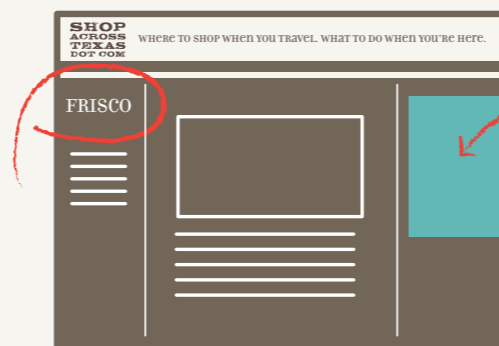 SHOP
ACROSS
TEXAS
DOT COM
WHERE TO SHOP WHEN YOU TRAVEL. WHAT TO DO WHEN YOU'RE HERE.
FRISCO